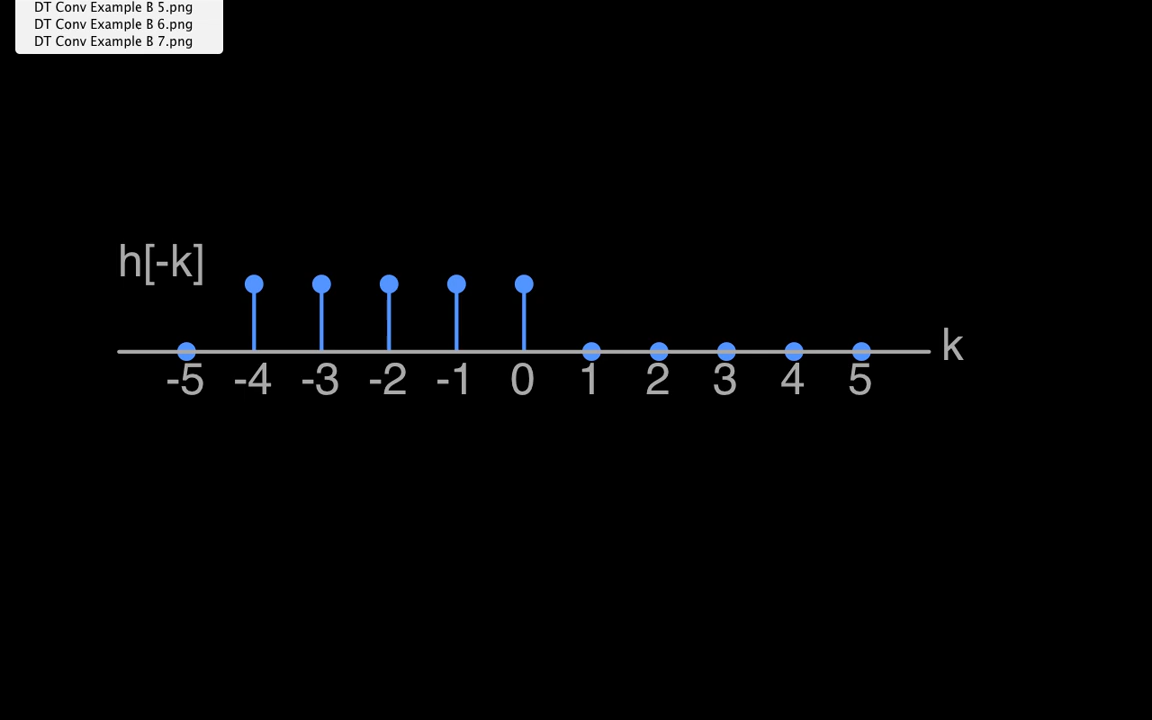 DT Conv Example B 5.png
DT Conv Example B 6.png
DT Conv Example B 7.png
h[-k]
k
-5 -4 -3 -2 -1 0 1 2 3 4 5